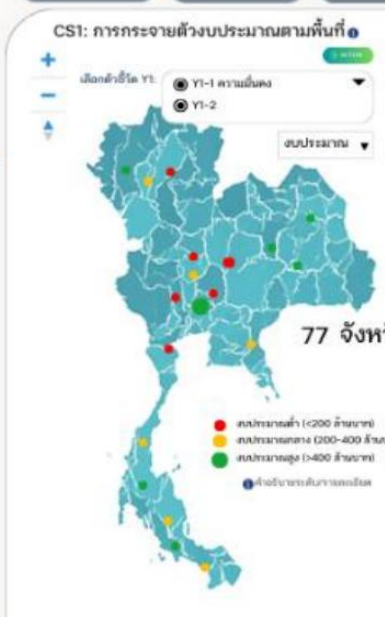 CS1: การกระจายตัวงบประมาณตามพื้นที่
เลือกตัวชี้วัด Y1:
Y1-1 ความมั่นคง
Y1-2
งบประมาณ
77 จังห
งบประมาณต่ำ (<200 ล้านบาท)
งบประมาณกลาง (200-400 ล้านบ
งบประมาณสูง (>400 ล้านบาท)